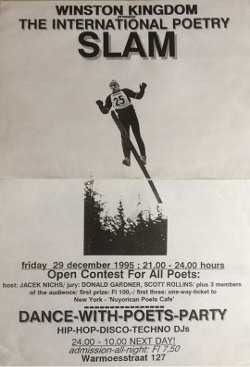 WINSTON KINGDOM
presents
THE INTERNATIONAL POETRY
SLAM
25
friday 29 december 1995 ; 21.00 - 24.00 hours
Open Contest For All Poets:
host: JACEK NICHS/ jury: DONALD GARDNER, SCOTT ROLLINS/ plus 3 members
of the audience/ first prize: Fl 100,-/ first three: one-way-ticket to
New York - 'Nuyorican Poets Cafe'
DANCE-WITH-POETS-PARTY
HIP-HOP-DISCO-TECHNO DJs
24.00 - 10.00 NEXT DAY!
admission-all-night: Fl 7,50
Warmoesstraat 127